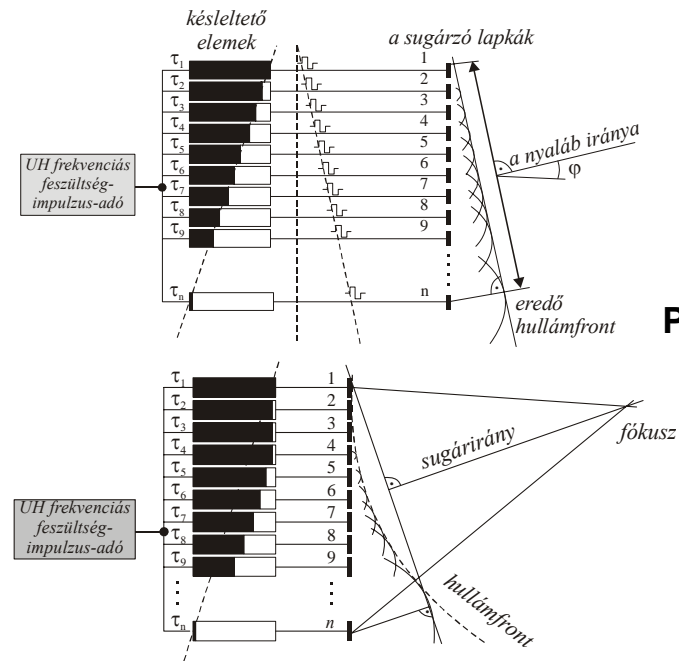 késleltető
elemek
a sugárzó lapkák
τ1
τ2
τ3
τ4
τ5
τ6
τ7
τ8
τ9
τn
1
2
3
4
5
6
7
8
9
n
UH frekvenciás
feszültség-
impulzus-adó
a nyaláb iránya
φ
eredő
hullámfront
P
τ1
τ2
τ3
τ4
τ5
τ6
τ7
τ8
τ9
τn
1
2
3
4
5
6
7
8
9
n
UH frekvenciás
feszültség-
impulzus-adó
sugárirány
fókusz
hullámfront